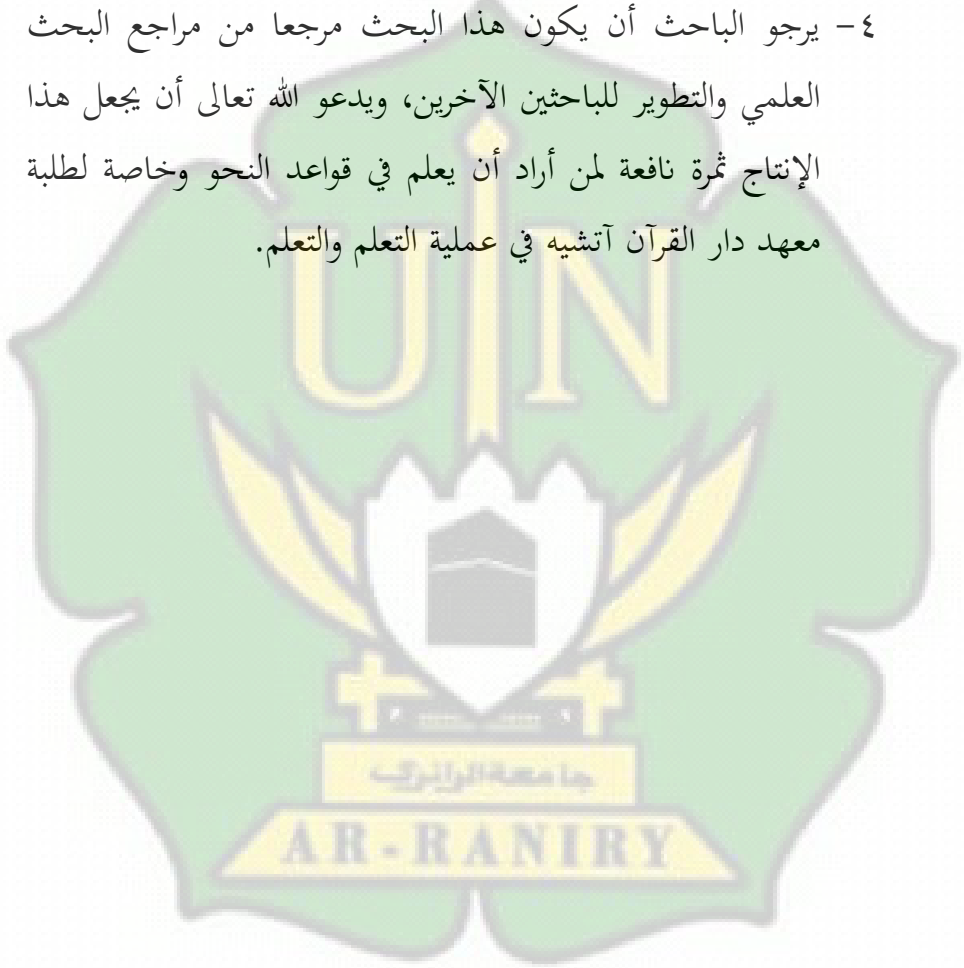 ٤- يرجو الباحث أن يكون هذا البحث مرجعا من مراجع البحث
العلمي والتطوير للباحثين الآخرين، ويدعو الله تعالى أن يجعل هذا
الإنتاج ثمرة نافعة لمن أراد أن يعلم في قواعد النحو وخاصة لطلبة
معهد دار القرآن آتشيه في عملية التعلم والتعلم.
UIN
جامعة الرانري
AR-RANIRY